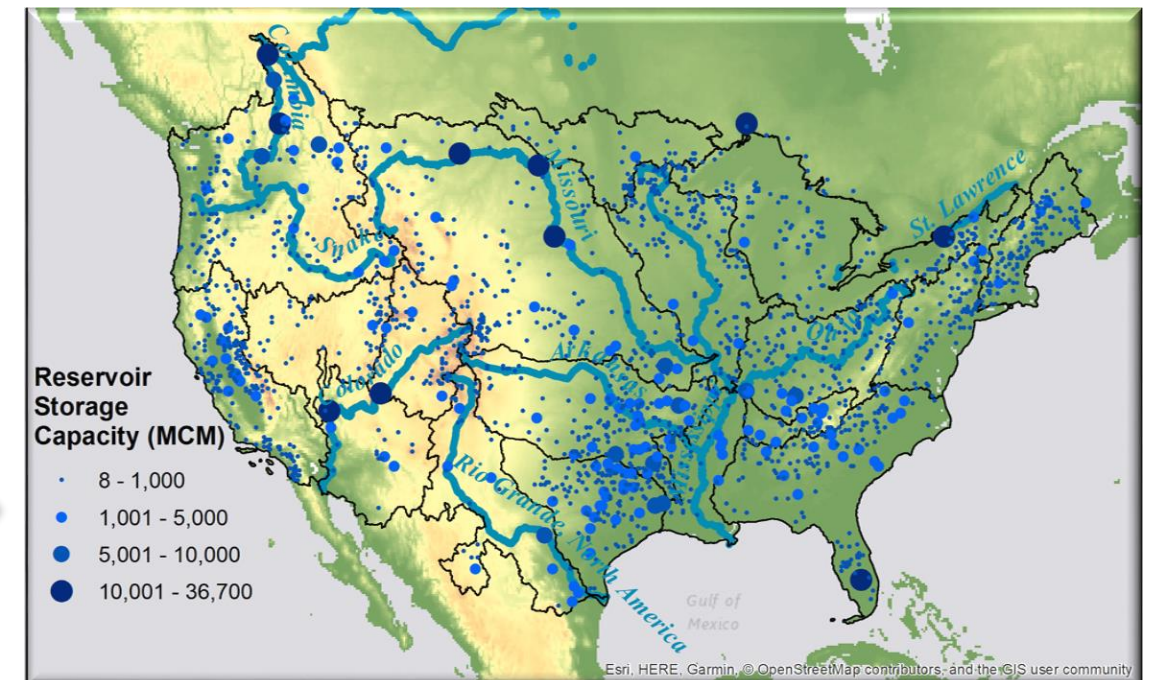 Columbia
Missouri
St. Lawrence
Snake
Ohio
Arkansas
Colorado
Mississippi
Rio Grande
North America
Reservoir
Storage
Capacity (MCM)
8 - 1,000
1,001 - 5,000
5,001 - 10,000
10,001 - 36,700
Gulf of
Mexico
Esri, HERE, Garmin, © OpenStreetMap contributors, and the GIS user community